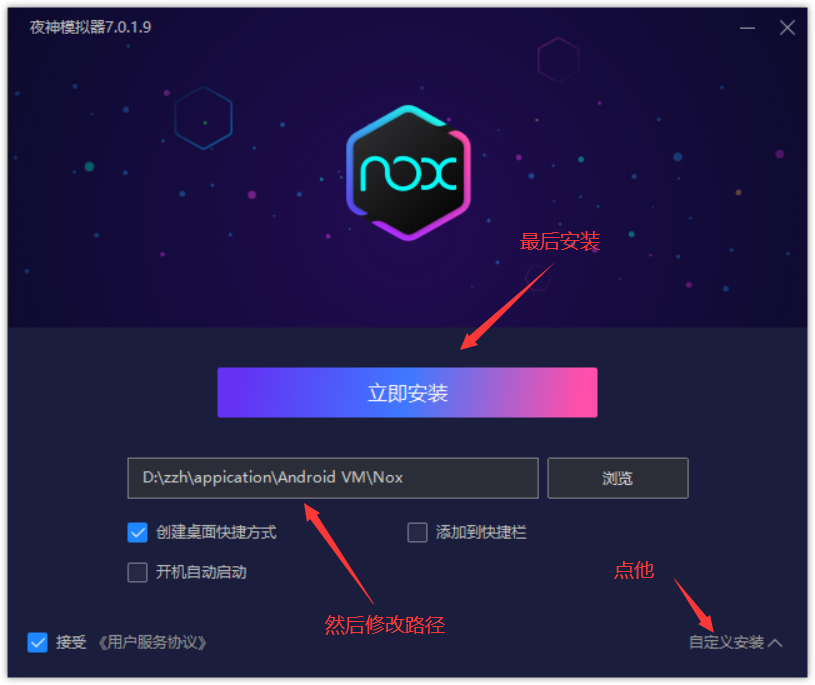 夜神模拟器7.0.1.9
nox
最后安装
立即安装
D:\zzh\appication\Android VM\Nox
浏览
创建桌面快捷方式
添加到快捷栏
开机自动启动
点他
然后修改路径
接受 《用户服务协议》
自定义安装